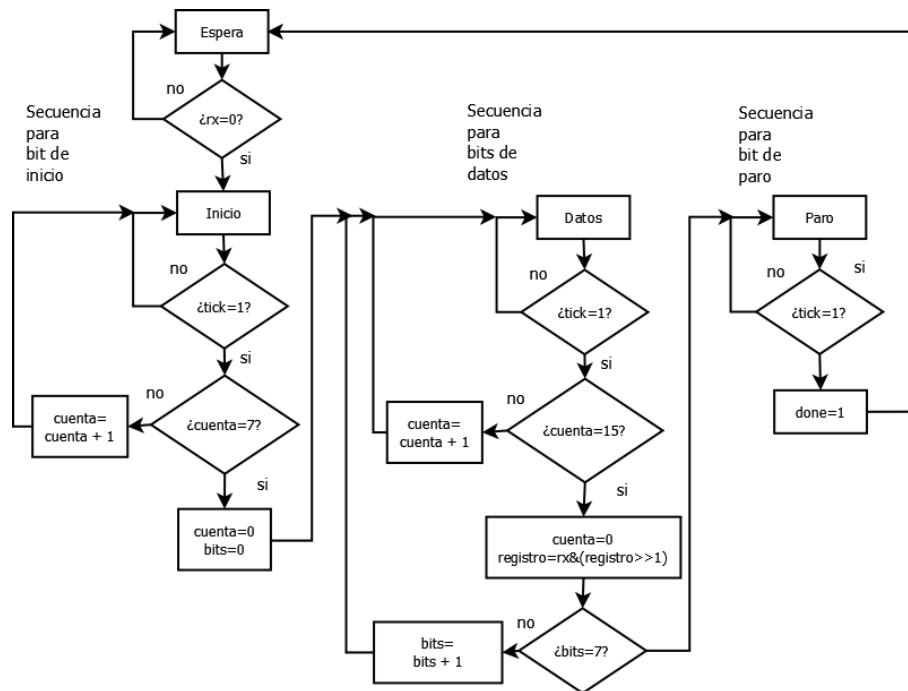 Espera
no
¿rx=0?
si
Secuencia
para
bit de
inicio
Inicio
no
¿tick=1?
si
no
¿cuenta=7?
cuenta=
cuenta + 1
si
cuenta=0
bits=0
Secuencia
para
bits de
datos
Datos
no
¿tick=1?
si
no
¿cuenta=15?
cuenta=
cuenta + 1
si
cuenta=0
registro=rx&(registro>>1)
no
¿bits=7?
bits=
bits + 1
Secuencia
para
bit de
paro
Paro
si
no
¿tick=1?
done=1